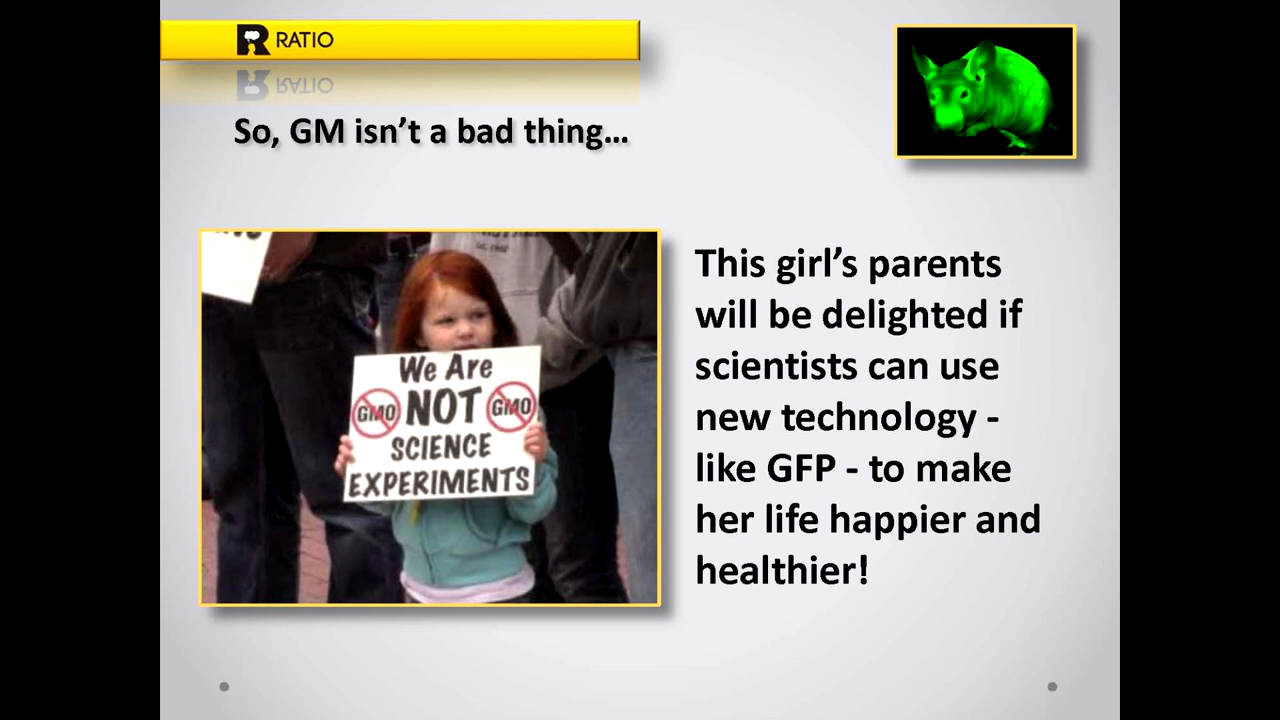 RATIO
So, GM isn’t a bad thing…
We Are
GMO NOT GMO
SCIENCE
EXPERIMENTS
This girl’s parents
will be delighted if
scientists can use
new technology -
like GFP - to make
her life happier and
healthier!